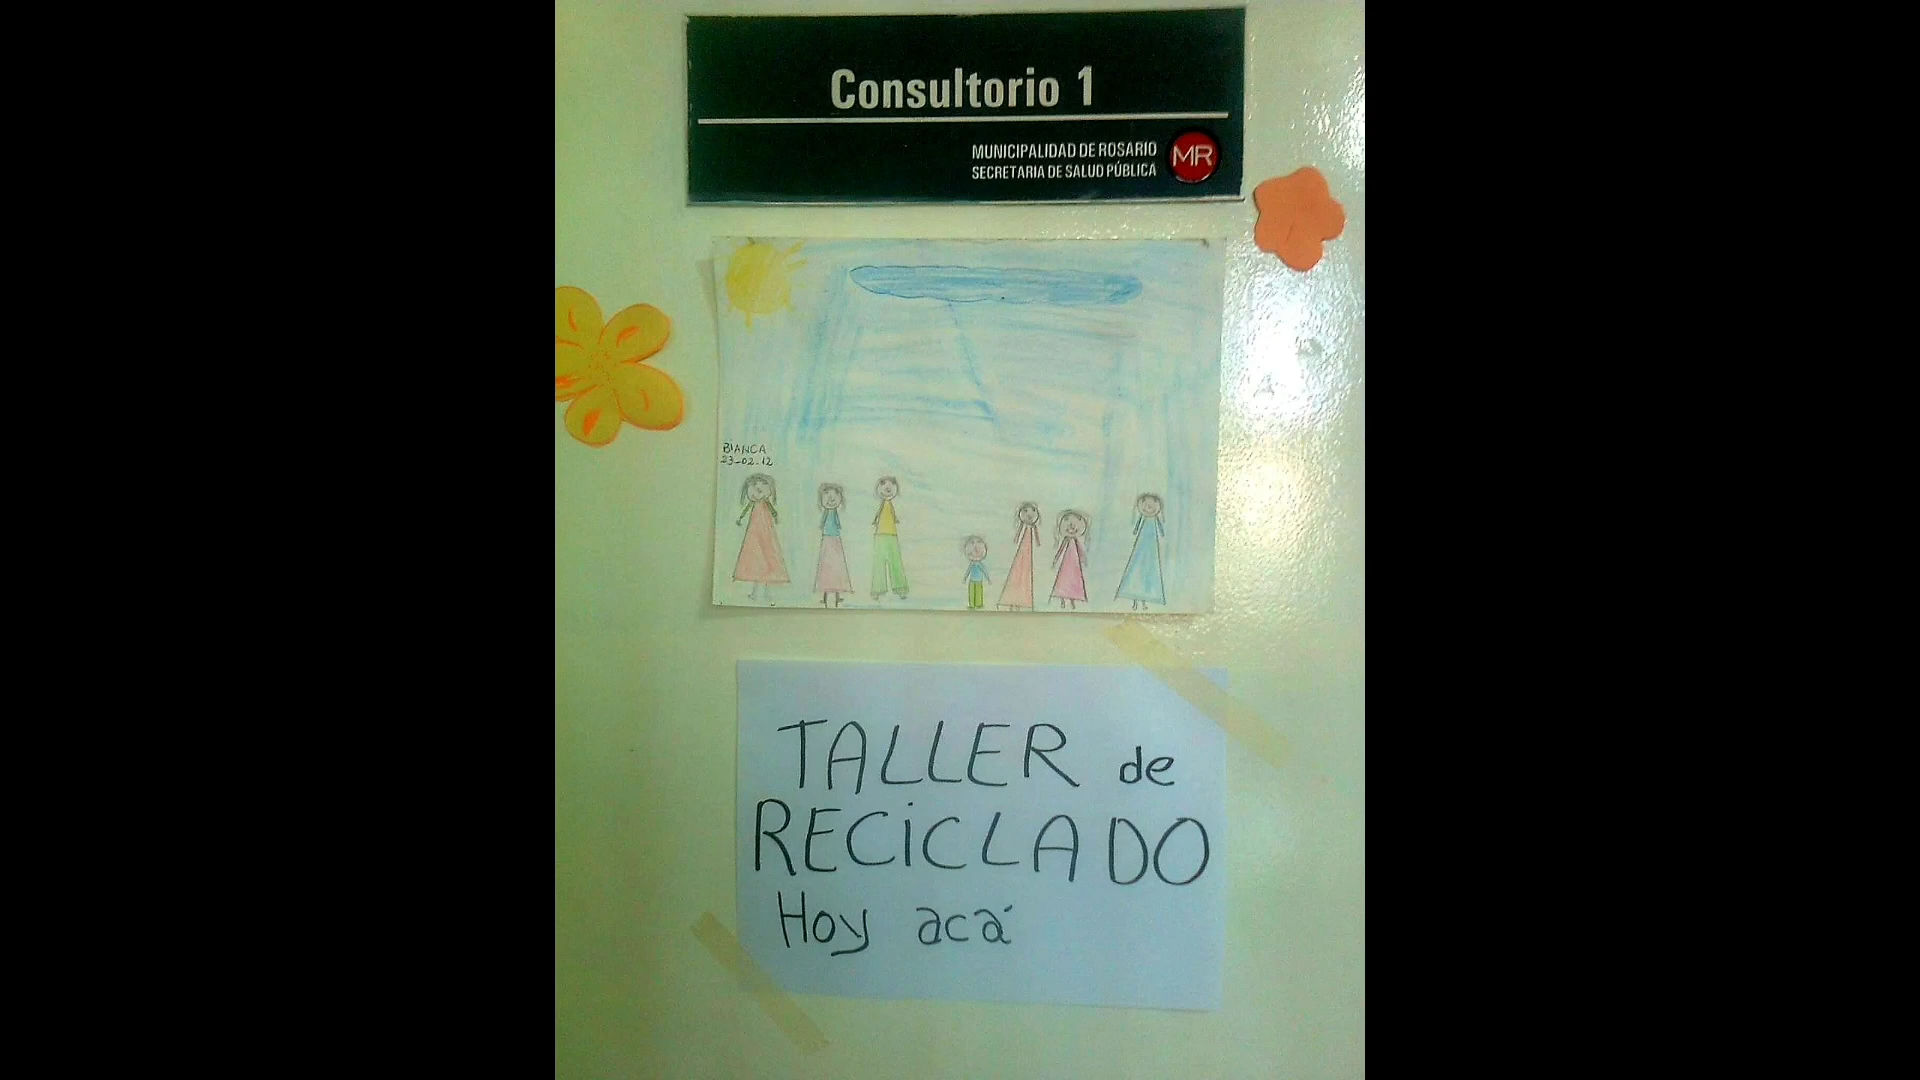 Consultorio 1
MUNICIPALIDAD DE ROSARIO
SECRETARIA DE SALUD PÚBLICA
MR
BIANCA
23-02-12
TALLER de
RECiCLADO
Hoy acá